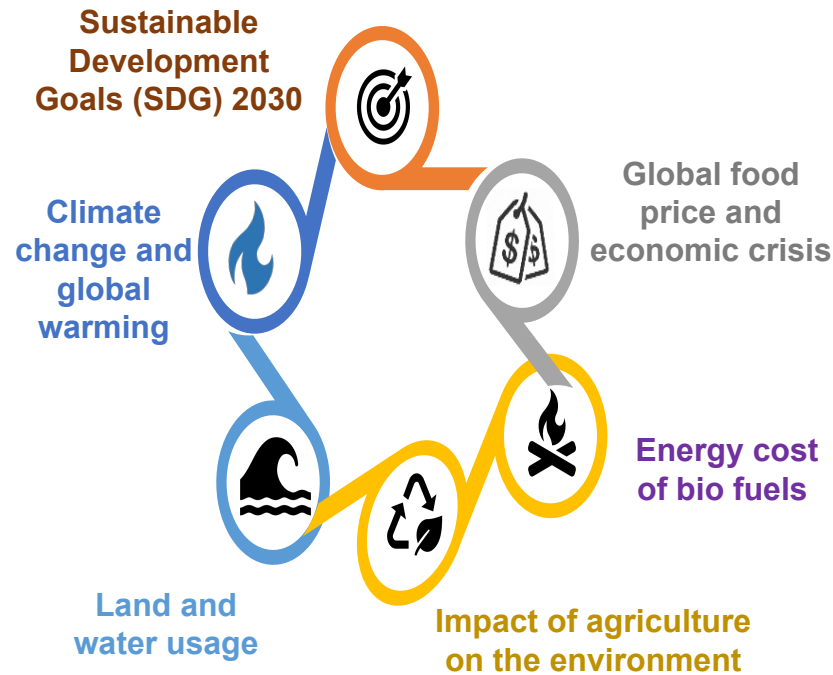 Sustainable
Development
Goals (SDG) 2030
Global food
price and
economic crisis
Climate
change and
global
warming
$
$
Energy cost
of bio fuels
Land and
water usage
Impact of agriculture
on the environment